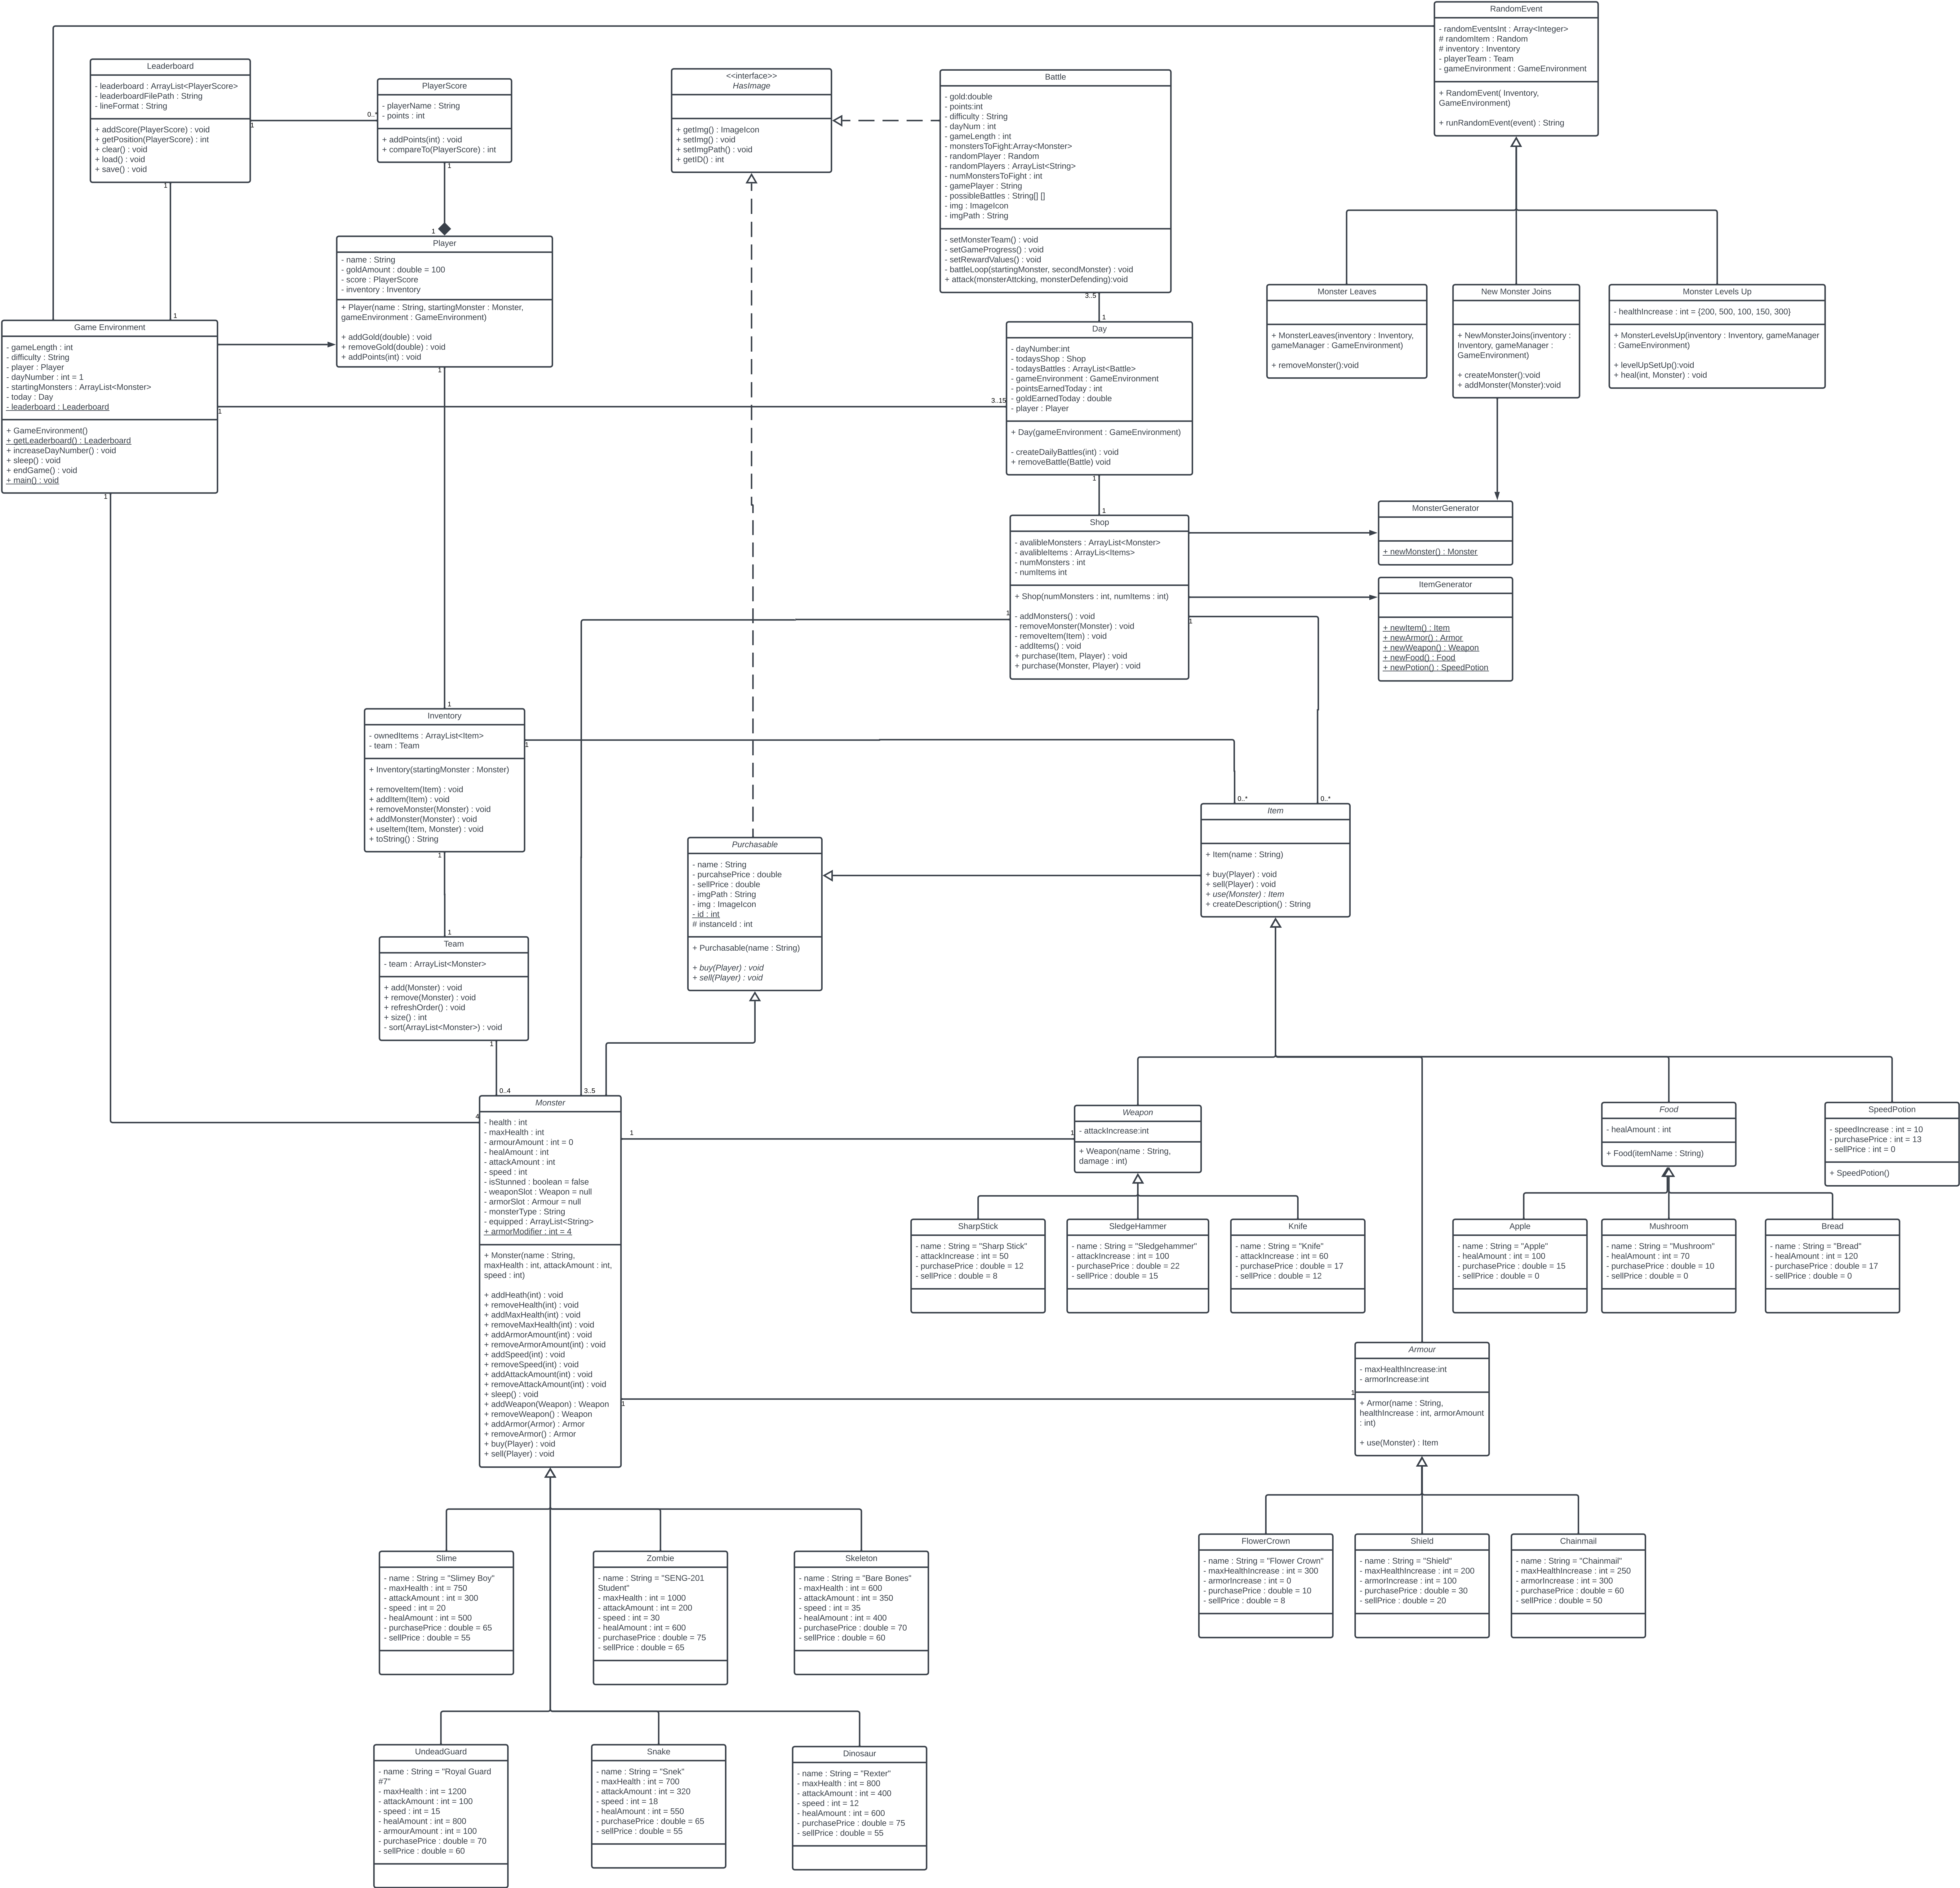 RandomEvent
- randomEventsInt : Array<Integer>
# randomItem : Random
# inventory : Inventory
- playerTeam : Team
- gameEnvironment : GameEnvironment
+ RandomEvent( Inventory,
GameEnvironment)
+ runRandomEvent(event) : String
Leaderboard
- leaderboard : ArrayList<PlayerScore>
- leaderboardFilePath : String
- lineFormat : String
+ addScore(PlayerScore) : void
+ getPosition(PlayerScore) : int
+ clear() : void
+ load() : void
+ save() : void
1
0..*
1
1
PlayerScore
- playerName : String
- points : int
+ addPoints(int) : void
+ compareTo(PlayerScore) : int
1
1
<<interface>>
HasImage
+ getImg() : ImageIcon
+ setImg() : void
+ setImgPath() : void
+ getID() : int
Battle
- gold:double
- points:int
- difficulty : String
- dayNum : int
- gameLength : int
- monstersToFight:Array<Monster>
- randomPlayer : Random
- randomPlayers : ArrayList<String>
- numMonstersToFight : int
- gamePlayer : String
- possibleBattles : String[] []
- img : ImageIcon
- imgPath : String
- setMonsterTeam() : void
- setGameProgress() : void
- setRewardValues() : void
- battleLoop(startingMonster, secondMonster) : void
+ attack(monsterAttcking, monsterDefending):void
3..5
1
Player
- name : String
- goldAmount : double = 100
- score : PlayerScore
- inventory : Inventory
+ Player(name : String, startingMonster : Monster,
gameEnvironment : GameEnvironment)
+ addGold(double) : void
+ removeGold(double) : void
+ addPoints(int) : void
1
Monster Leaves
+ MonsterLeaves(inventory : Inventory,
gameManager : GameEnvironment)
+ removeMonster():void
New Monster Joins
+ NewMonsterJoins(inventory :
Inventory, gameManager :
GameEnvironment)
+ createMonster():void
+ addMonster(Monster):void
Monster Levels Up
- healthIncrease : int = {200, 500, 100, 150, 300}
+ MonsterLevelsUp(inventory : Inventory, gameManager
: GameEnvironment)
+ levelUpSetUp():void
+ heal(int, Monster) : void
Game Environment
- gameLength : int
- difficulty : String
- player : Player
- dayNumber : int = 1
- startingMonsters : ArrayList<Monster>
- today : Day
- leaderboard : Leaderboard
+ GameEnvironment()
+ getLeaderboard() : Leaderboard
+ increaseDayNumber() : void
+ sleep() : void
+ endGame() : void
+ main() : void
1
3..15
1
Day
- dayNumber:int
- todaysShop : Shop
- todaysBattles : ArrayList<Battle>
- gameEnvironment : GameEnvironment
- pointsEarnedToday : int
- goldEarnedToday : double
- player : Player
+ Day(gameEnvironment : GameEnvironment)
- createDailyBattles(int) : void
+ removeBattle(Battle) void
1
1
Shop
- avalibleMonsters : ArrayList<Monster>
- avalibleItems : ArrayLis<Items>
- numMonsters : int
- numItems int
+ Shop(numMonsters : int, numItems : int)
- addMonsters() : void
- removeMonster(Monster) : void
- removeItem(Item) : void
- addItems() : void
+ purchase(Item, Player) : void
+ purchase(Monster, Player) : void
1
1
MonsterGenerator
+ newMonster() : Monster
ItemGenerator
+ newItem() : Item
+ newArmor() : Armor
+ newWeapon() : Weapon
+ newFood() : Food
+ newPotion() : SpeedPotion
1
Inventory
- ownedItems : ArrayList<Item>
- team : Team
+ Inventory(startingMonster : Monster)
+ removeItem(Item) : void
+ addItem(Item) : void
+ removeMonster(Monster) : void
+ addMonster(Monster) : void
+ useItem(Item, Monster) : void
+ toString() : String
1
1
0..*
0..*
Item
+ Item(name : String)
+ buy(Player) : void
+ sell(Player) : void
+ use(Monster) : Item
+ createDescription() : String
Purchasable
- name : String
- purcahsePrice : double
- sellPrice : double
- imgPath : String
- img : ImageIcon
- id : int
# instanceId : int
+ Purchasable(name : String)
+ buy(Player) : void
+ sell(Player) : void
1
Team
- team : ArrayList<Monster>
+ add(Monster) : void
+ remove(Monster) : void
+ refreshOrder() : void
+ size() : int
- sort(ArrayList<Monster>) : void
1
0..4
3..5
4
Monster
- health : int
- maxHealth : int
- armourAmount : int = 0
- healAmount : int
- attackAmount : int
- speed : int
- isStunned : boolean = false
- weaponSlot : Weapon = null
- armorSlot : Armour = null
- monsterType : String
- equipped : ArrayList<String>
+ armorModifier : int = 4
+ Monster(name : String,
maxHealth : int, attackAmount : int,
speed : int)
+ addHeath(int) : void
+ removeHealth(int) : void
+ addMaxHealth(int) : void
+ removeMaxHealth(int) : void
+ addArmorAmount(int) : void
+ removeArmorAmount(int) : void
+ addSpeed(int) : void
+ removeSpeed(int) : void
+ addAttackAmount(int) : void
+ removeAttackAmount(int) : void
+ sleep() : void
+ addWeapon(Weapon) : Weapon
+ removeWeapon() : Weapon
+ addArmor(Armor) : Armor
+ removeArmor() : Armor
+ buy(Player) : void
+ sell(Player) : void
1
1
1
1
Weapon
- attackIncrease:int
+ Weapon(name : String,
damage : int)
Food
- healAmount : int
+ Food(itemName : String)
SpeedPotion
- speedIncrease : int = 10
- purchasePrice : int = 13
- sellPrice : int = 0
+ SpeedPotion()
SharpStick
- name : String = "Sharp Stick"
- attackIncrease : int = 50
- purchasePrice : double = 12
- sellPrice : double = 8
SledgeHammer
- name : String = "Sledgehammer"
- attackIncrease : int = 100
- purchasePrice : double = 22
- sellPrice : double = 15
Knife
- name : String = "Knife"
- attackIncrease : int = 60
- purchasePrice : double = 17
- sellPrice : double = 12
Apple
- name : String = "Apple"
- healAmount : int = 100
- purchasePrice : double = 15
- sellPrice : double = 0
Mushroom
- name : String = "Mushroom"
- healAmount : int = 70
- purchasePrice : double = 10
- sellPrice : double = 0
Bread
- name : String = "Bread"
- healAmount : int = 120
- purchasePrice : double = 17
- sellPrice : double = 0
Armour
- maxHealthIncrease:int
- armorIncrease:int
+ Armor(name : String,
healthIncrease : int, armorAmount
: int)
+ use(Monster) : Item
FlowerCrown
- name : String = "Flower Crown"
- maxHealthIncrease : int = 300
- armorIncrease : int = 0
- purchasePrice : double = 10
- sellPrice : double = 8
Shield
- name : String = "Shield"
- maxHealthIncrease : int = 200
- armorIncrease : int = 100
- purchasePrice : double = 30
- sellPrice : double = 20
Chainmail
- name : String = "Chainmail"
- maxHealthIncrease : int = 250
- armorIncrease : int = 300
- purchasePrice : double = 60
- sellPrice : double = 50
Slime
- name : String = "Slimey Boy"
- maxHealth : int = 750
- attackAmount : int = 300
- speed : int = 20
- healAmount : int = 500
- purchasePrice : double = 65
- sellPrice : double = 55
Zombie
- name : String = "SENG-201
Student"
- maxHealth : int = 1000
- attackAmount : int = 200
- speed : int = 30
- healAmount : int = 600
- purchasePrice : double = 75
- sellPrice : double = 65
Skeleton
- name : String = "Bare Bones"
- maxHealth : int = 600
- attackAmount : int = 350
- speed : int = 35
- healAmount : int = 400
- purchasePrice : double = 70
- sellPrice : double = 60
UndeadGuard
- name : String = "Royal Guard
#7"
- maxHealth : int = 1200
- attackAmount : int = 100
- speed : int = 15
- healAmount : int = 800
- armourAmount : int = 100
- purchasePrice : double = 70
- sellPrice : double = 60
Snake
- name : String = "Snek"
- maxHealth : int = 700
- attackAmount : int = 320
- speed : int = 18
- healAmount : int = 550
- purchasePrice : double = 65
- sellPrice : double = 55
Dinosaur
- name : String = "Rexter"
- maxHealth : int = 800
- attackAmount : int = 400
- speed : int = 12
- healAmount : int = 600
- purchasePrice : double = 75
- sellPrice : double = 55